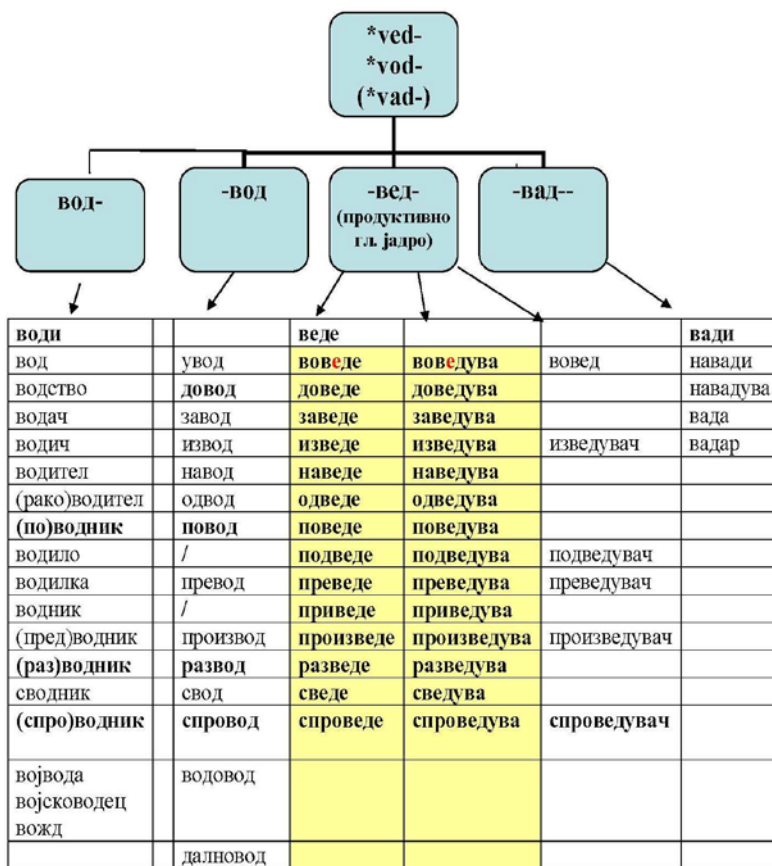 *ved-
*vod-
(*vad-)
вод-
-вод
-вед-
(продуктивно
гл. јадро)
-вад--
води веде вади
вод увод воведе воведува вовед навади
водство довод доведе доведува навадува
водач завод заведе заведува вада
водич извод изведе изведува изведувач вадар
водител навод наведе наведува
(рако)водител одвод одведе одведува
(по)водник повод поведе поведува
водило / подведе подведува подведувач
водилка превод преведе преведува преведувач
водник / приведе приведува
(пред)водник производ произведе произведува произведувач
(раз)водник развод разведе разведува
сводник свод сведе сведува
(спро)водник спровод спроведе спроведува спроведувач
војвода водовод
војсководец
вожд
далновод